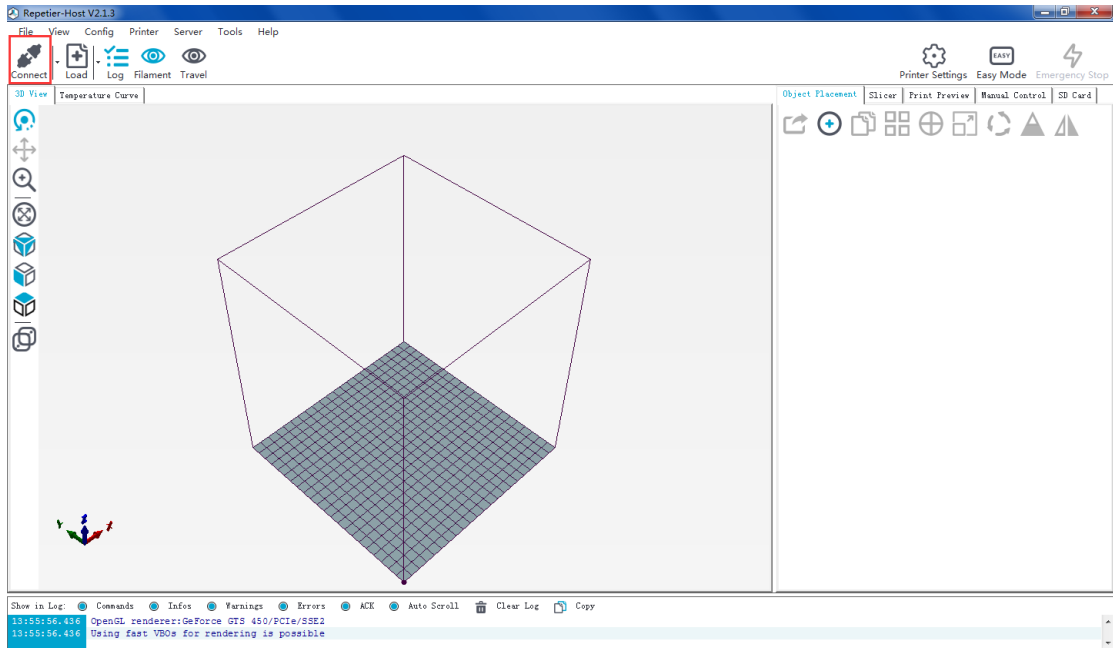 Repetier-Host V2.1.3
File View Config Printer Server Tools Help
Connect Load Log Filament Travel Printer Settings EASY Easy Mode Emergency Stop
3D View Temperature Curve Object Placement Slicer Print Preview Manual Control SD Card
Y Z X
Show in Log: Commands Infos Warnings Errors ACK Auto Scroll Clear Log Copy
13:55:56.436 OpenGL renderer:GeForce GTS 450/PCIe/SSE2
13:55:56.436 Using fast VBOs for rendering is possible